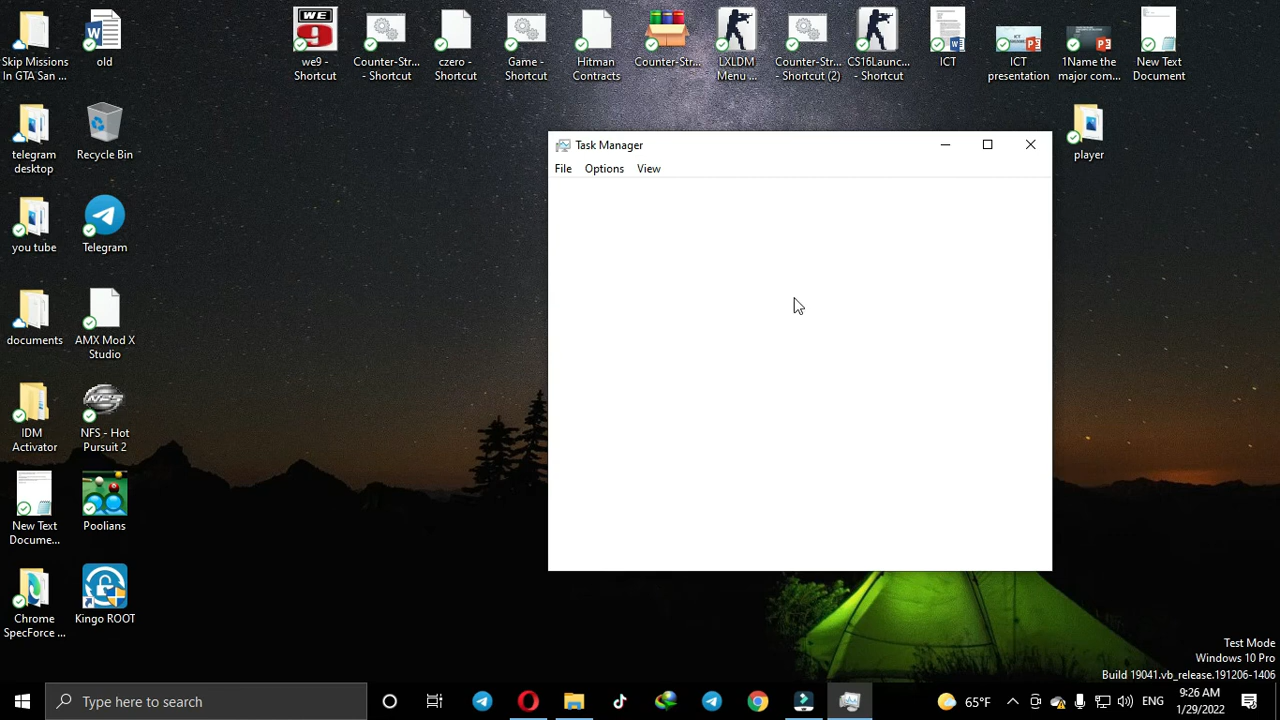 Skip Missions
In GTA San ...
old
WE
9
we9 -
Shortcut
Counter-Str...
- Shortcut
czero -
Shortcut
Game -
Shortcut
Hitman
Contracts
Counter-Str...
LXLDM
Menu ...
Counter-Str...
- Shortcut (2)
CS16Launc...
- Shortcut
ICT
ICT
presentation
1Name the
major com...
New Text
Document
telegram
desktop
Recycle Bin
player
Task Manager
File Options View
you tube
Telegram
documents
AMX Mod X
Studio
IDM
Activator
NFS
NFS - Hot
Pursuit 2
New Text
Docume...
Poolians
Chrome
SpecForce ...
Kingo ROOT
Test Mode
Windows 10 Pro
Build 19041.vb_release.191206-1406
Type here to search
65°F
ENG
9:26 AM
1/29/2022